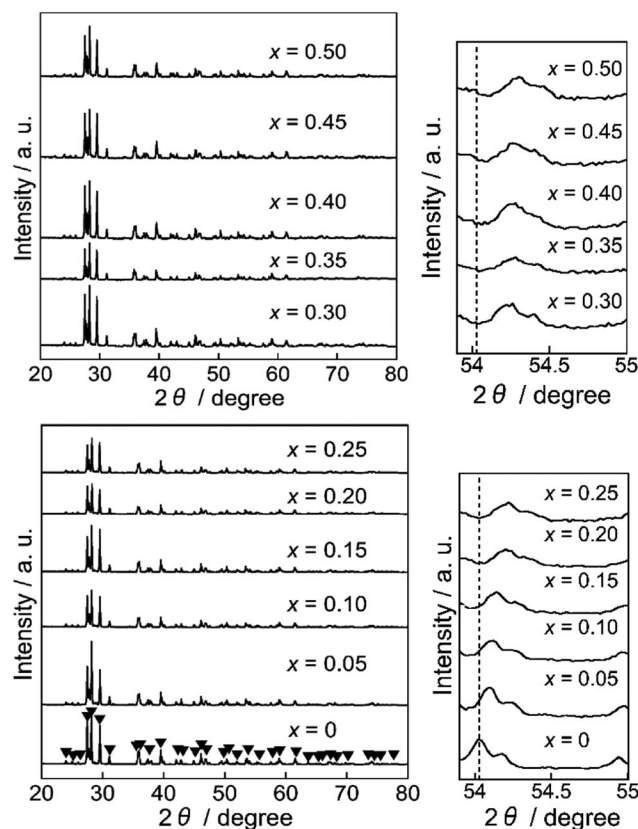 Intensity / a. u.
x = 0.50
x = 0.45
x = 0.40
x = 0.35
x = 0.30
20 30 40 50 60 70 80
2θ / degree
Intensity / a. u.
x = 0.50
x = 0.45
x = 0.40
x = 0.35
x = 0.30
54 54.5 55
2θ / degree
Intensity / a. u.
x = 0.25
x = 0.20
x = 0.15
x = 0.10
x = 0.05
x = 0
20 30 40 50 60 70 80
2θ / degree
Intensity / a. u.
x = 0.25
x = 0.20
x = 0.15
x = 0.10
x = 0.05
x = 0
54 54.5 55
2θ / degree